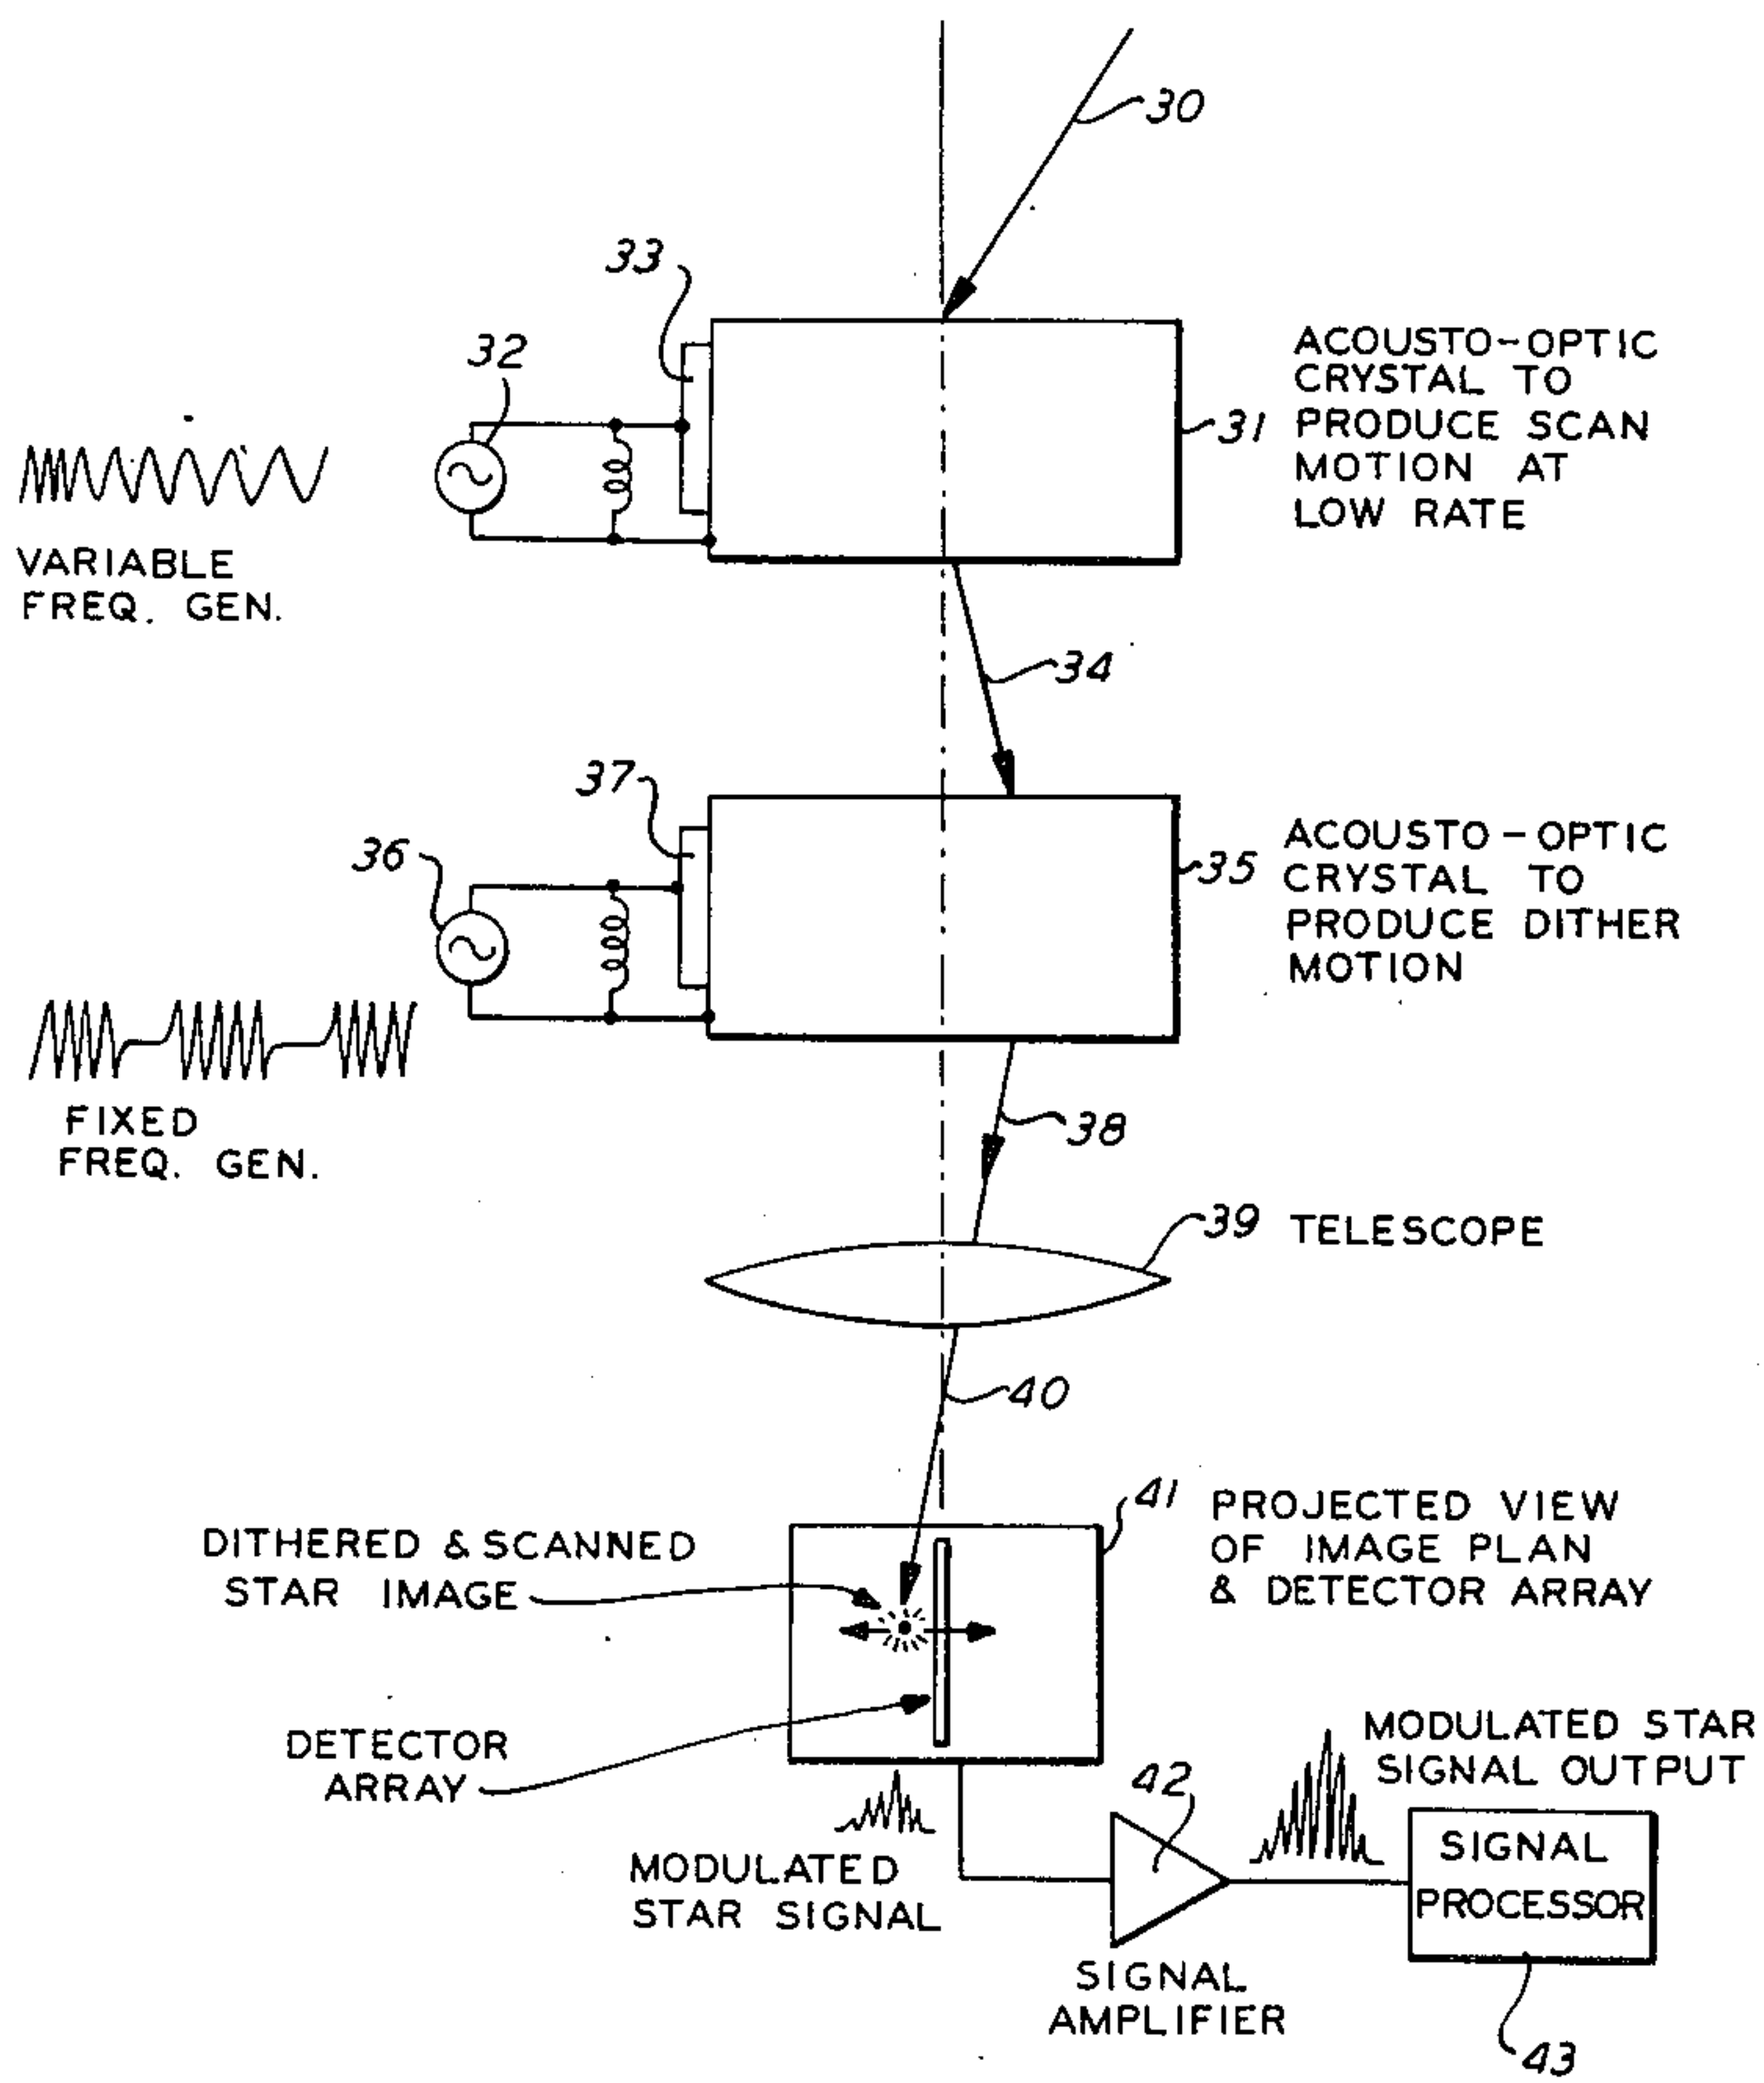 30
33
32
ACOUSTO-OPTIC
CRYSTAL TO
31 PRODUCE SCAN
MOTION AT
LOW RATE
VARIABLE
FREQ. GEN.
34
37
36
ACOUSTO-OPTIC
35 CRYSTAL TO
PRODUCE DITHER
MOTION
FIXED
FREQ. GEN.
38
39 TELESCOPE
40
41 PROJECTED VIEW
OF IMAGE PLAN
& DETECTOR ARRAY
DITHERED & SCANNED
STAR IMAGE
DETECTOR
ARRAY
MODULATED STAR
SIGNAL OUTPUT
42
MODULATED
STAR SIGNAL
SIGNAL
PROCESSOR
SIGNAL
AMPLIFIER
43